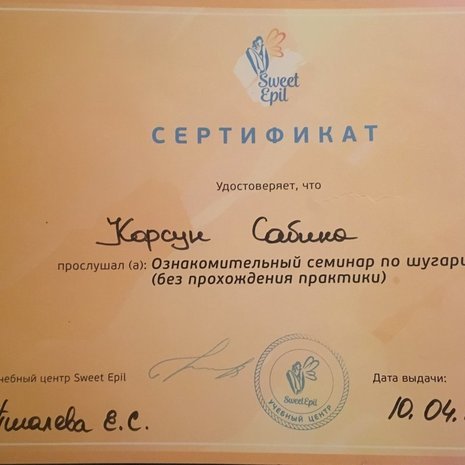 Sweet
Epil
СЕРТИФИКАТ
Удостоверяет, что
Корсун Сабина
прослушал (а): Ознакомительный семинар по шугари
(без прохождения практики)
чебный центр Sweet Epil
Дата выдачи:
Sweet Epil
УЧЕБНЫЙ ЦЕНТР
Е.С.
10.04.